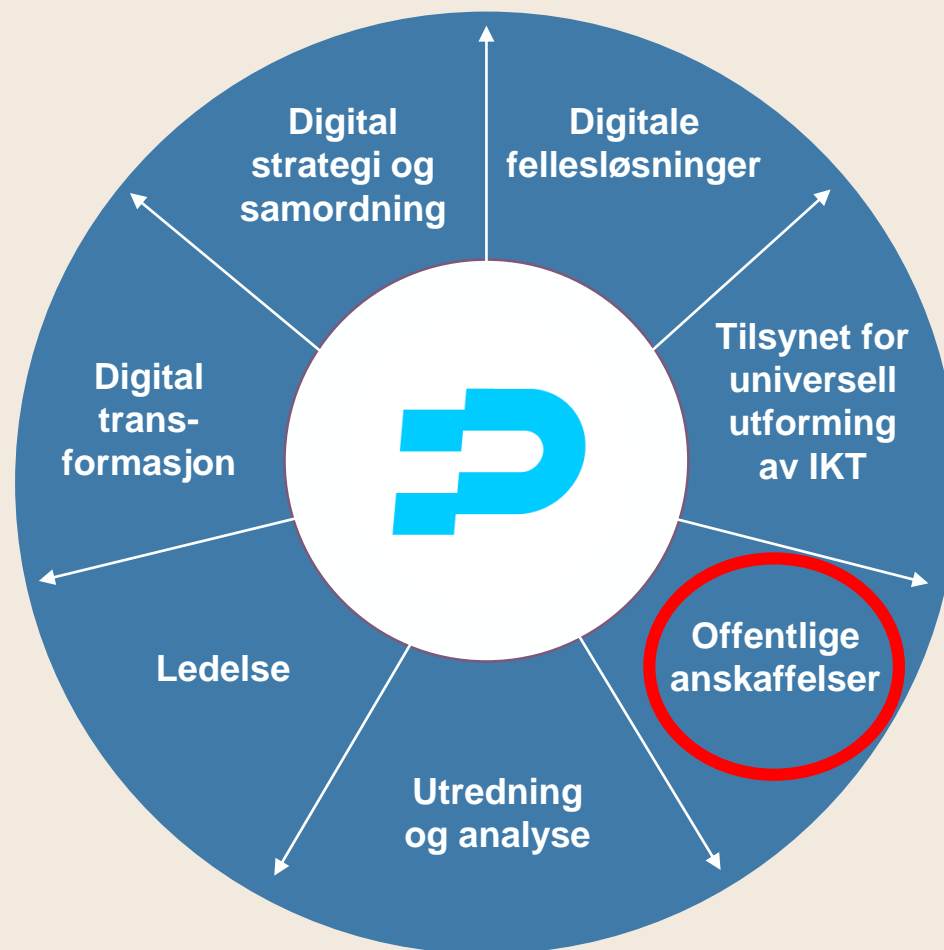 Digital
strategi og
samordning
Digitale
fellesløsninger
Tilsynet for
universell
utforming
av IKT
Offentlige
anskaffelser
Utredning
og analyse
Ledelse
Digital
trans-
formasjon